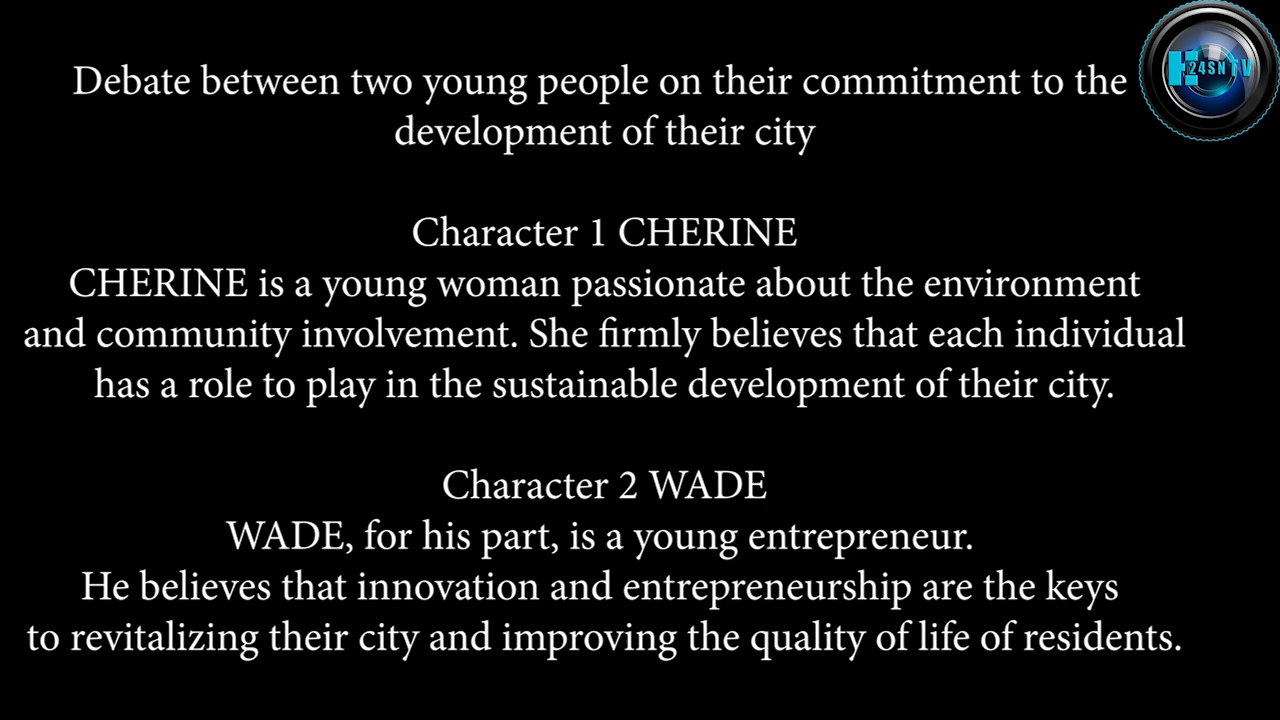 Debate between two young people on their commitment to the
development of their city
Character 1 CHERINE
CHERINE is a young woman passionate about the environment
and community involvement. She firmly believes that each individual
has a role to play in the sustainable development of their city.
Character 2 WADE
WADE, for his part, is a young entrepreneur.
He believes that innovation and entrepreneurship are the keys
to revitalizing their city and improving the quality of life of residents.
H24SN TV